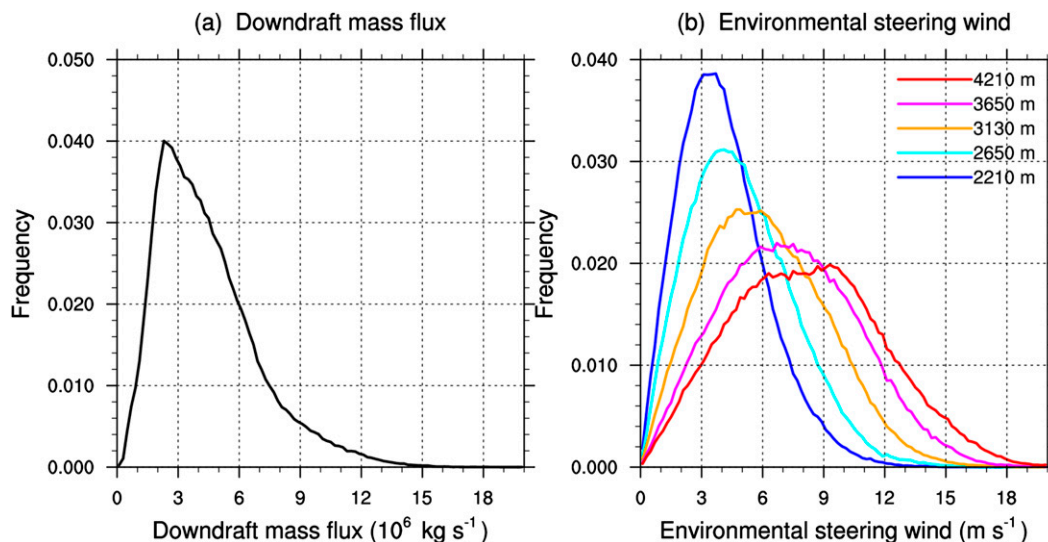 (a) Downdraft mass flux
0.050
0.040
0.030
0.020
0.010
0.000
Frequency
0 3 6 9 12 15 18
Downdraft mass flux (10⁶ kg s⁻¹)
(b) Environmental steering wind
0.040
0.030
0.020
0.010
0.000
Frequency
4210 m
3650 m
3130 m
2650 m
2210 m
0 3 6 9 12 15 18
Environmental steering wind (m s⁻¹)